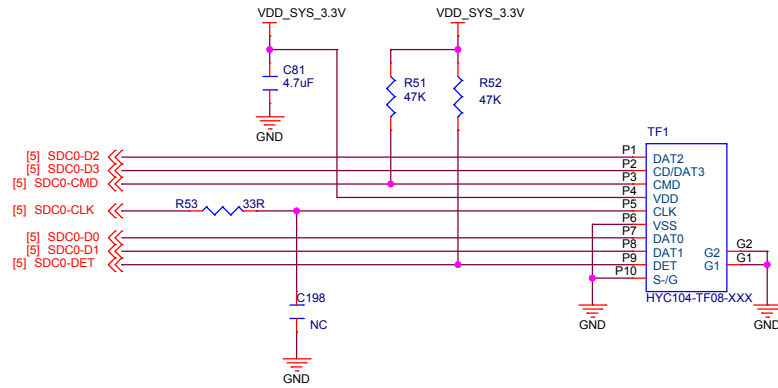 VDD_SYS_3.3V
VDD_SYS_3.3V
C81
4.7uF
R51
47K
R52
47K
GND
TF1
[5] SDC0-D2
P1
DAT2
[5] SDC0-D3
P2
CD/DAT3
[5] SDC0-CMD
P3
CMD
P4
VDD
[5] SDC0-CLK
R53
33R
P5
CLK
P6
VSS
[5] SDC0-D0
P7
DAT0
[5] SDC0-D1
P8
DAT1
G2
G2
[5] SDC0-DET
P9
DET
G1
G1
P10
S-/G
HYC104-TF08-XXX
C198
NC
GND
GND
GND